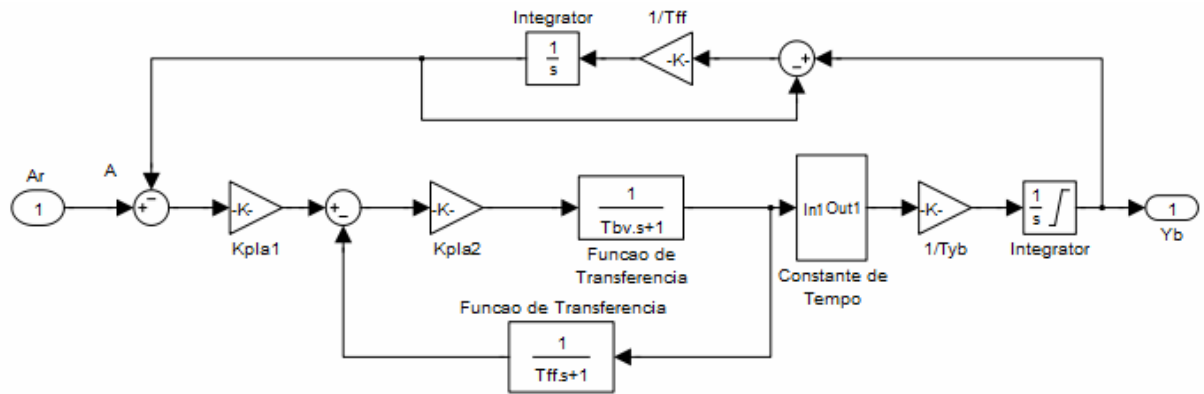 Integrator
1/Tff
1
s
-K-
_
+
Ar
A
1
−
+
-K-
Kpla1
+
_
-K-
Kpla2
1
Tbv.s+1
Funcao de
Transferencia
In1 Out1
Constante de
Tempo
-K-
1/Tyb
1
s
Integrator
1
Yb
Funcao de Transferencia
1
Tff.s+1